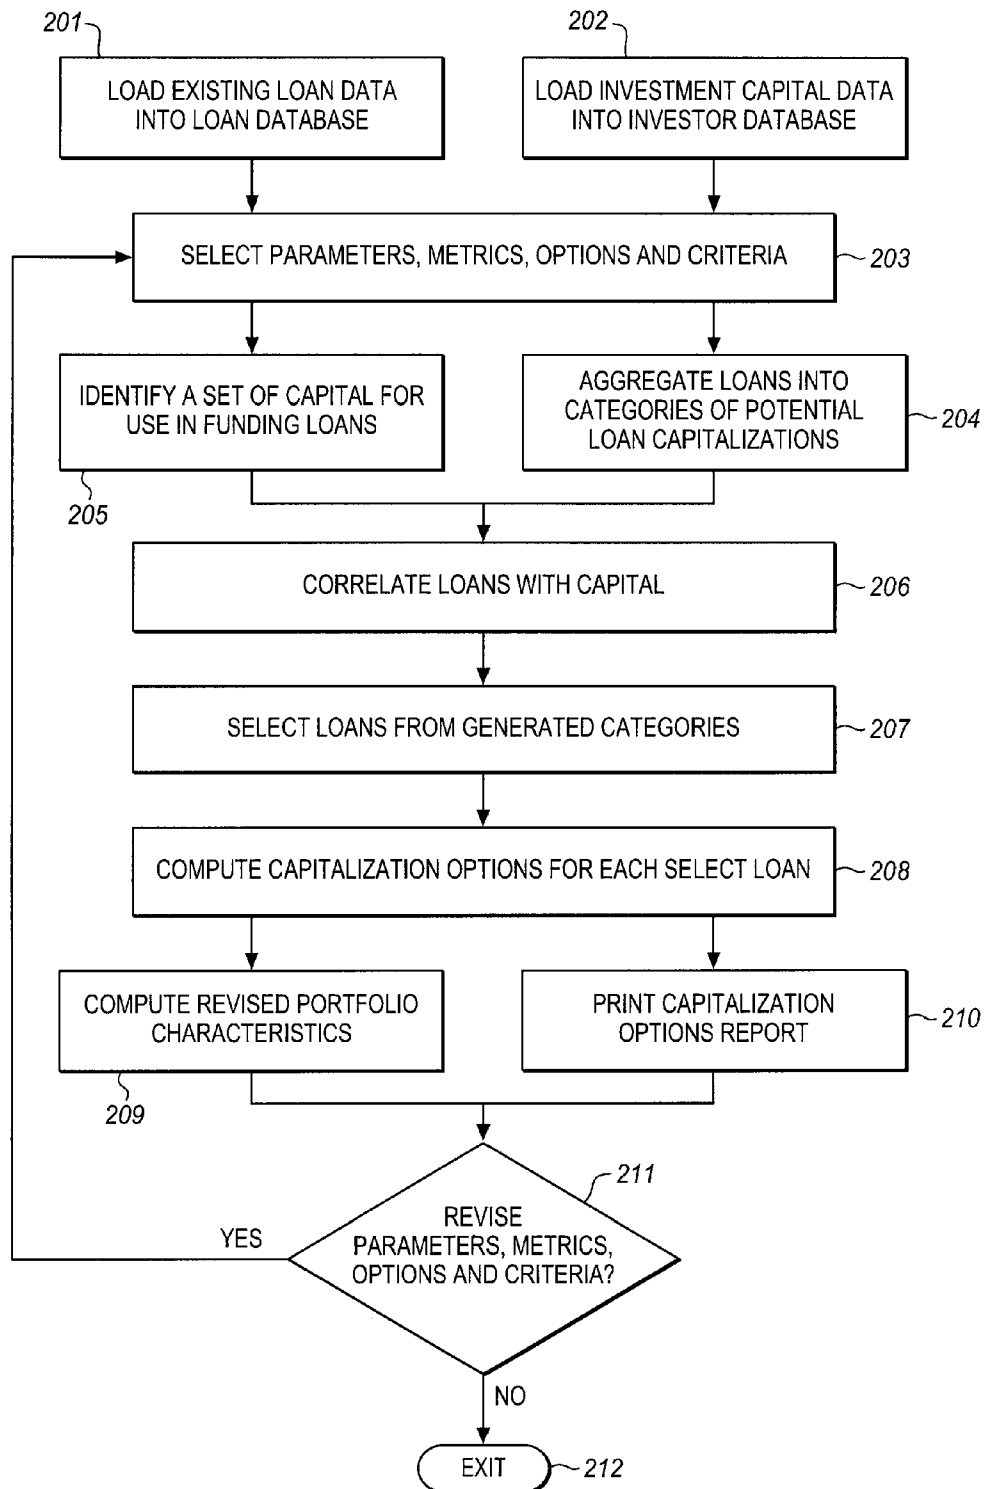 201
202
LOAD EXISTING LOAN DATA
INTO LOAN DATABASE
LOAD INVESTMENT CAPITAL DATA
INTO INVESTOR DATABASE
SELECT PARAMETERS, METRICS, OPTIONS AND CRITERIA
203
IDENTIFY A SET OF CAPITAL FOR
USE IN FUNDING LOANS
205
AGGREGATE LOANS INTO
CATEGORIES OF POTENTIAL
LOAN CAPITALIZATIONS
204
CORRELATE LOANS WITH CAPITAL
206
SELECT LOANS FROM GENERATED CATEGORIES
207
COMPUTE CAPITALIZATION OPTIONS FOR EACH SELECT LOAN
208
COMPUTE REVISED PORTFOLIO
CHARACTERISTICS
209
PRINT CAPITALIZATION
OPTIONS REPORT
210
211
REVISE
PARAMETERS, METRICS,
OPTIONS AND CRITERIA?
YES
NO
EXIT
212